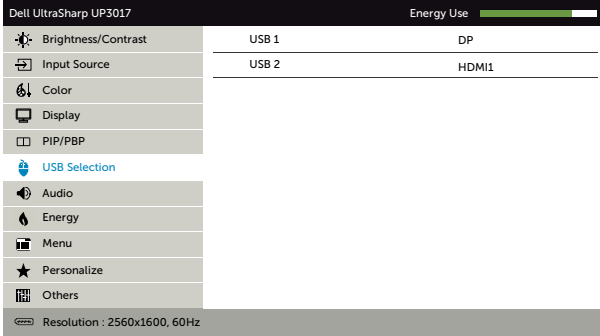 Dell UltraSharp UP3017 Energy Use
Brightness/Contrast USB 1 DP
Input Source USB 2 HDMI1
Color
Display
PIP/PBP
USB Selection
Audio
Energy
Menu
Personalize
Others
Resolution : 2560x1600, 60Hz